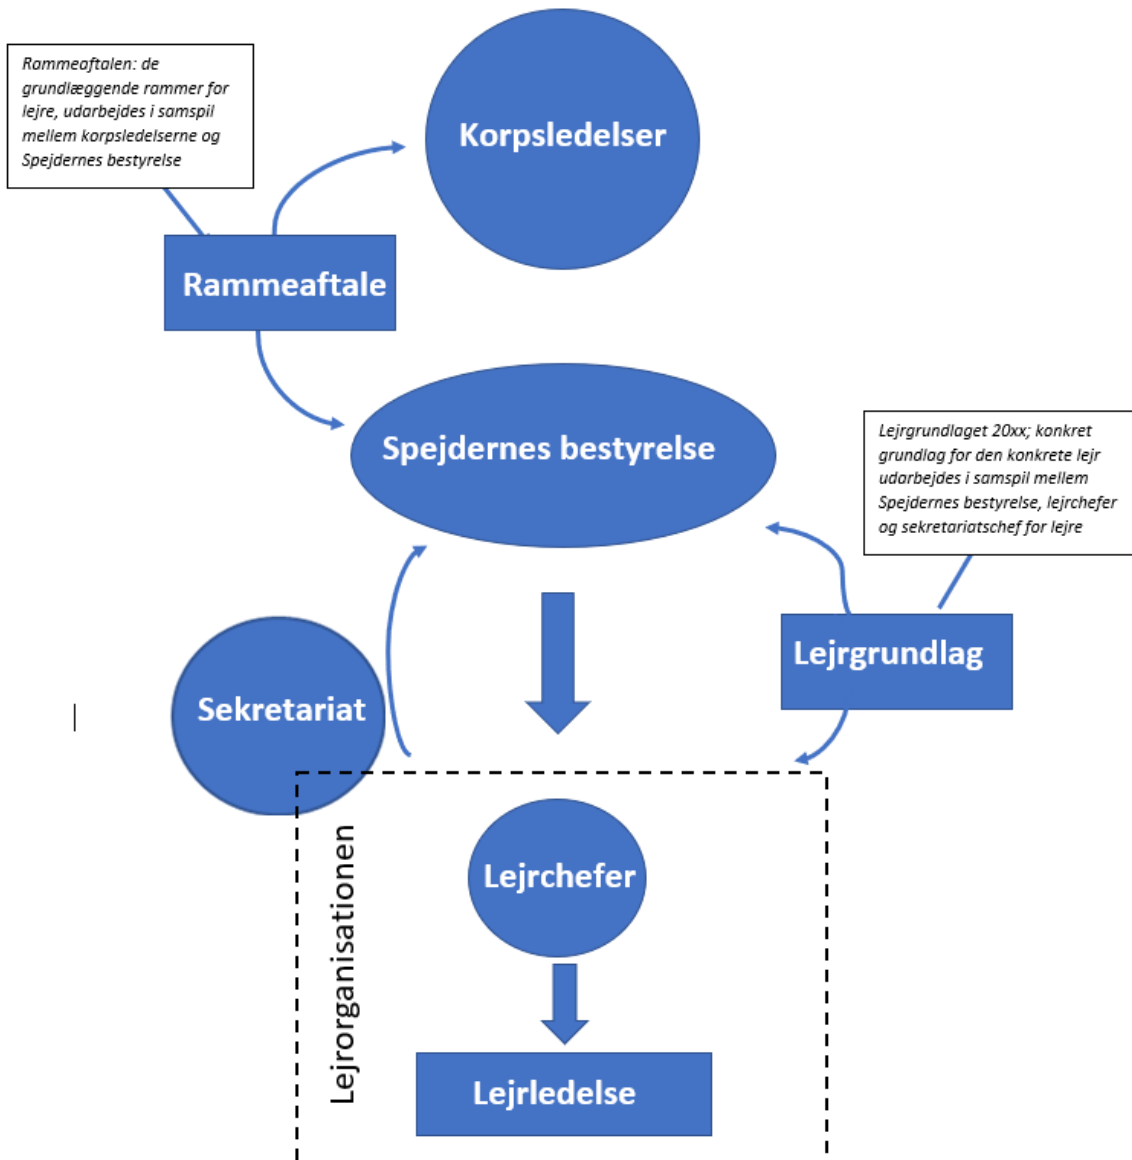 Rammeaftalen: de
grundlæggende rammer for
lejre, udarbejdes i samspil
mellem korpsledelserne og
Spejdernes bestyrelse
Korpsledelser
Rammeaftale
Spejdernes bestyrelse
Lejrgrundlaget 20xx; konkret
grundlag for den konkrete lejr
udarbejdes i samspil mellem
Spejdernes bestyrelse, lejrchefer
og sekretariatschef for lejre
Lejrgrundlag
Sekretariat
Lejrorganisationen
Lejrchefer
Lejrledelse